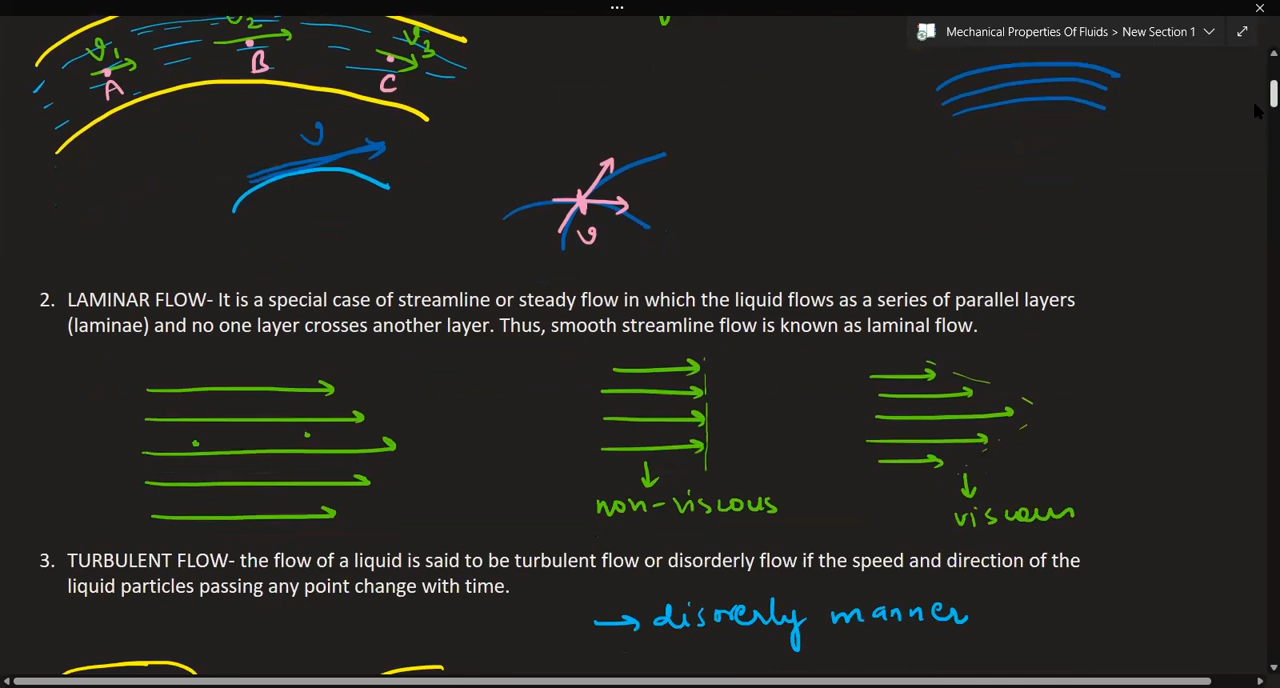 Mechanical Properties Of Fluids > New Section 1
v₁
v₂
v₃
A
B
C
v
v
2. LAMINAR FLOW- It is a special case of streamline or steady flow in which the liquid flows as a series of parallel layers
(laminae) and no one layer crosses another layer. Thus, smooth streamline flow is known as laminal flow.
non-viscous
viscous
3. TURBULENT FLOW- the flow of a liquid is said to be turbulent flow or disorderly flow if the speed and direction of the
liquid particles passing any point change with time.
→ disorerly manner